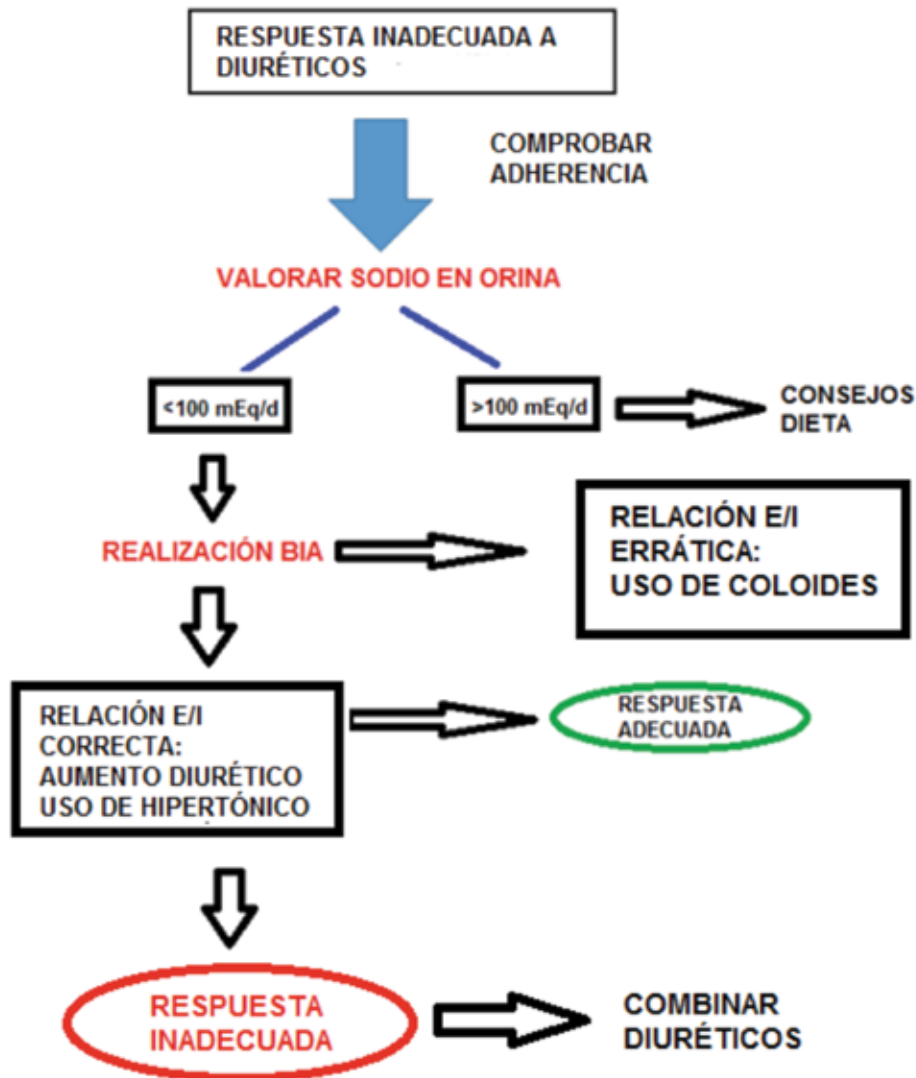 RESPUESTA INADECUADA A
DIURÉTICOS
COMPROBAR
ADHERENCIA
VALORAR SODIO EN ORINA
<100 mEq/d
>100 mEq/d
CONSEJOS
DIETA
REALIZACIÓN BIA
RELACIÓN E/I
ERRÁTICA:
USO DE COLOIDES
RELACIÓN E/I
CORRECTA:
AUMENTO DIURÉTICO
USO DE HIPERTÓNICO
RESPUESTA
ADECUADA
RESPUESTA
INADECUADA
COMBINAR
DIURÉTICOS